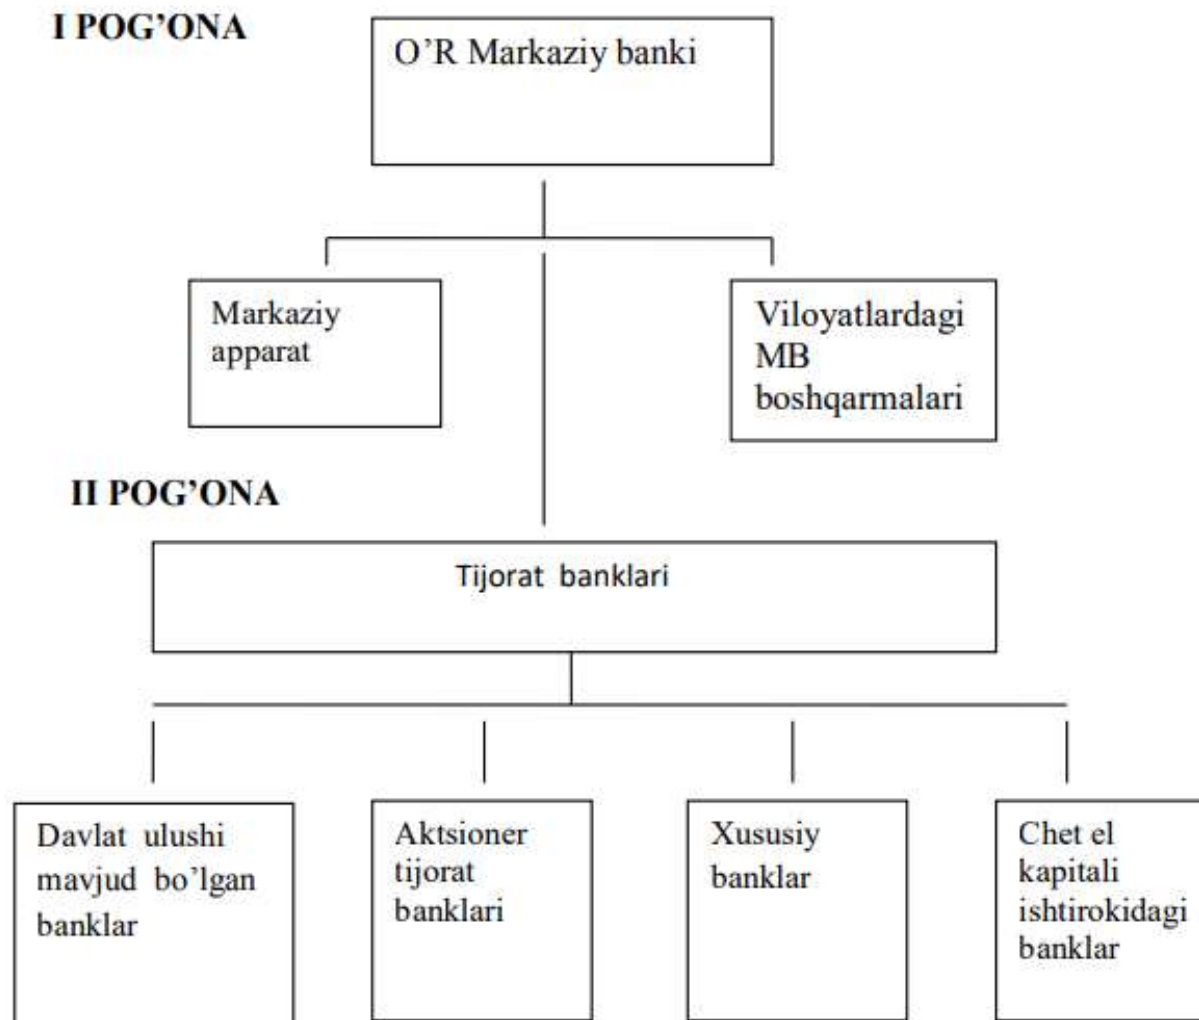 I POG’ONA
O’R Markaziy banki
Markaziy
apparat
Viloyatlardagi
MB
boshqarmalari
II POG’ONA
Tijorat banklari
Davlat ulushi
mavjud bo’lgan
banklar
Aktsioner
tijorat
banklari
Xususiy
banklar
Chet el
kapitali
ishtirokidagi
banklar